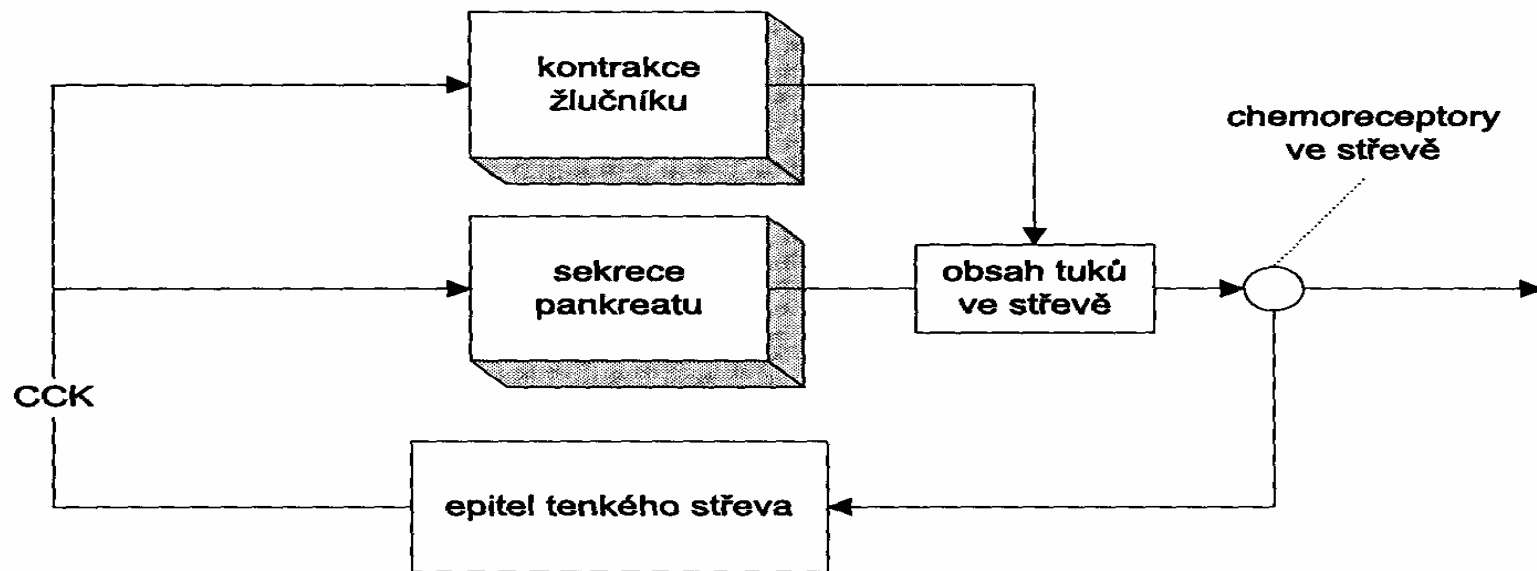 kontrakce
žlučníku
chemoreceptory
ve střevě
sekrece
pankreatu
obsah tuků
ve střevě
CCK
epitel tenkého střeva